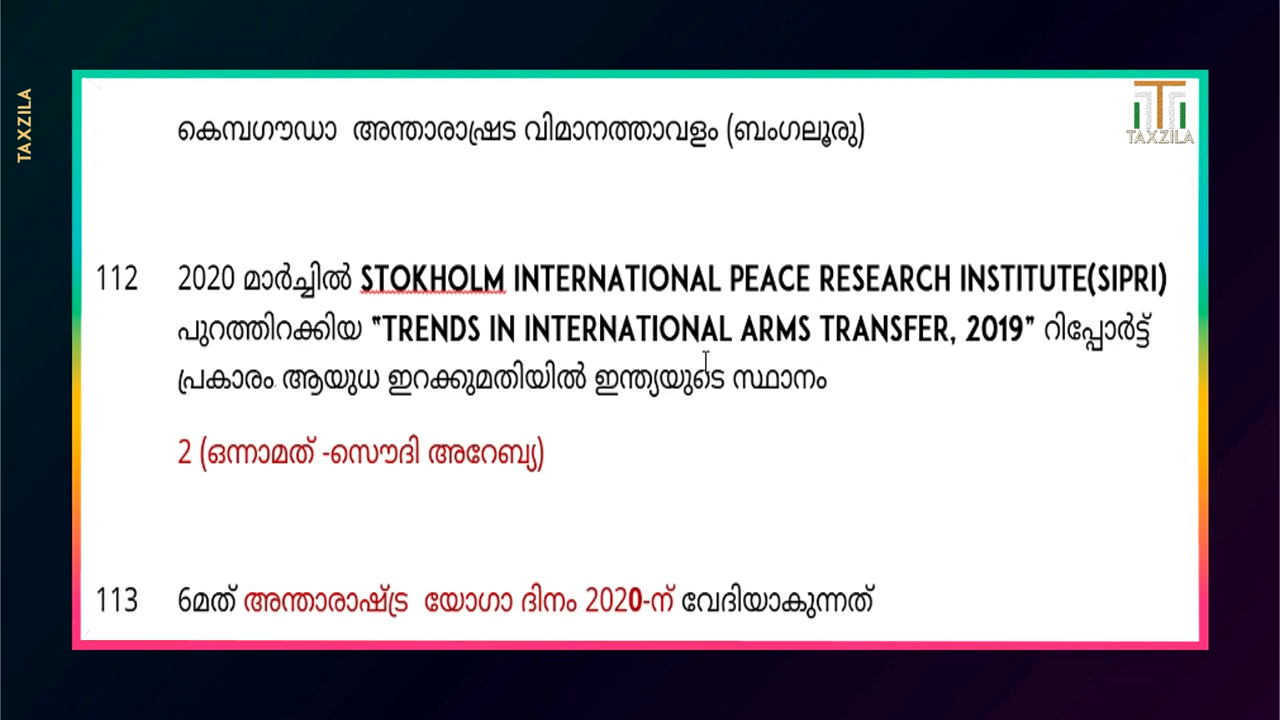 TAXZILA
TAXZILA
കെമ്പഗൗഡാ അന്താരാഷ്രട വിമാനത്താവളം (ബംഗലൂരു)
112 2020 മാർച്ചിൽ STOKHOLM INTERNATIONAL PEACE RESEARCH INSTITUTE(SIPRI)
പുറത്തിറക്കിയ “TRENDS IN INTERNATIONAL ARMS TRANSFER, 2019” റിപ്പോർട്ട്
പ്രകാരം ആയുധ ഇറക്കുമതിയിൽ ഇന്ത്യയുടെ സ്ഥാനം
2 (ഒന്നാമത് -സൌദി അറേബ്യ)
113 6മത് അന്താരാഷ്ട്ര യോഗാ ദിനം 2020-ന് വേദിയാകുന്നത്